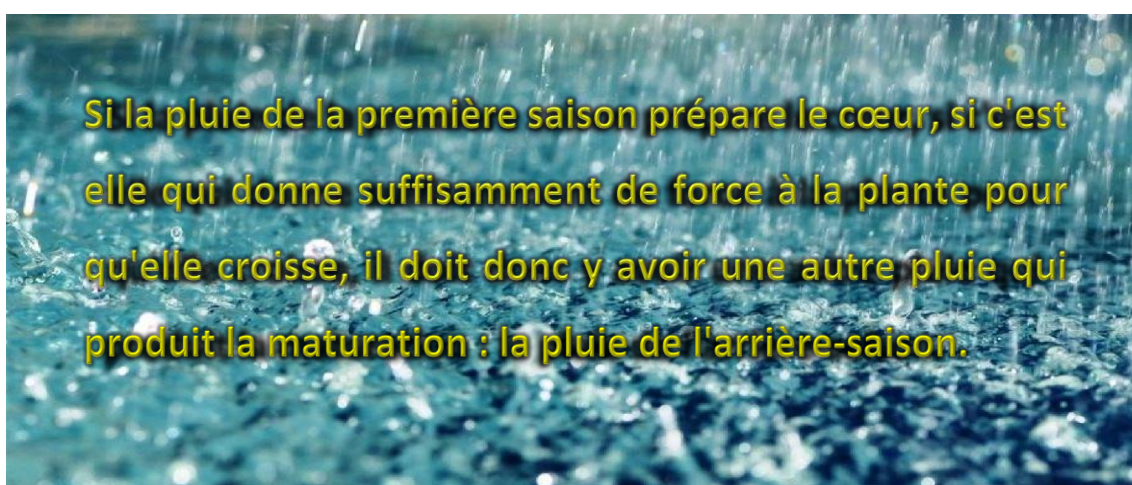 Si la pluie de la première saison prépare le cœur, si c'est
elle qui donne suffisamment de force à la plante pour
qu'elle croisse, il doit donc y avoir une autre pluie qui
produit la maturation : la pluie de l'arrière-saison.